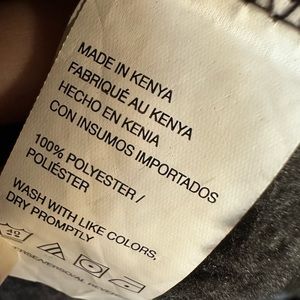 MADE IN KENYA
FABRIQUÉ AU KENYA
HECHO EN KENIA
CON INSUMOS IMPORTADOS
100% POLYESTER /
POLIÉSTER
WASH WITH LIKE COLORS,
DRY PROMPTLY